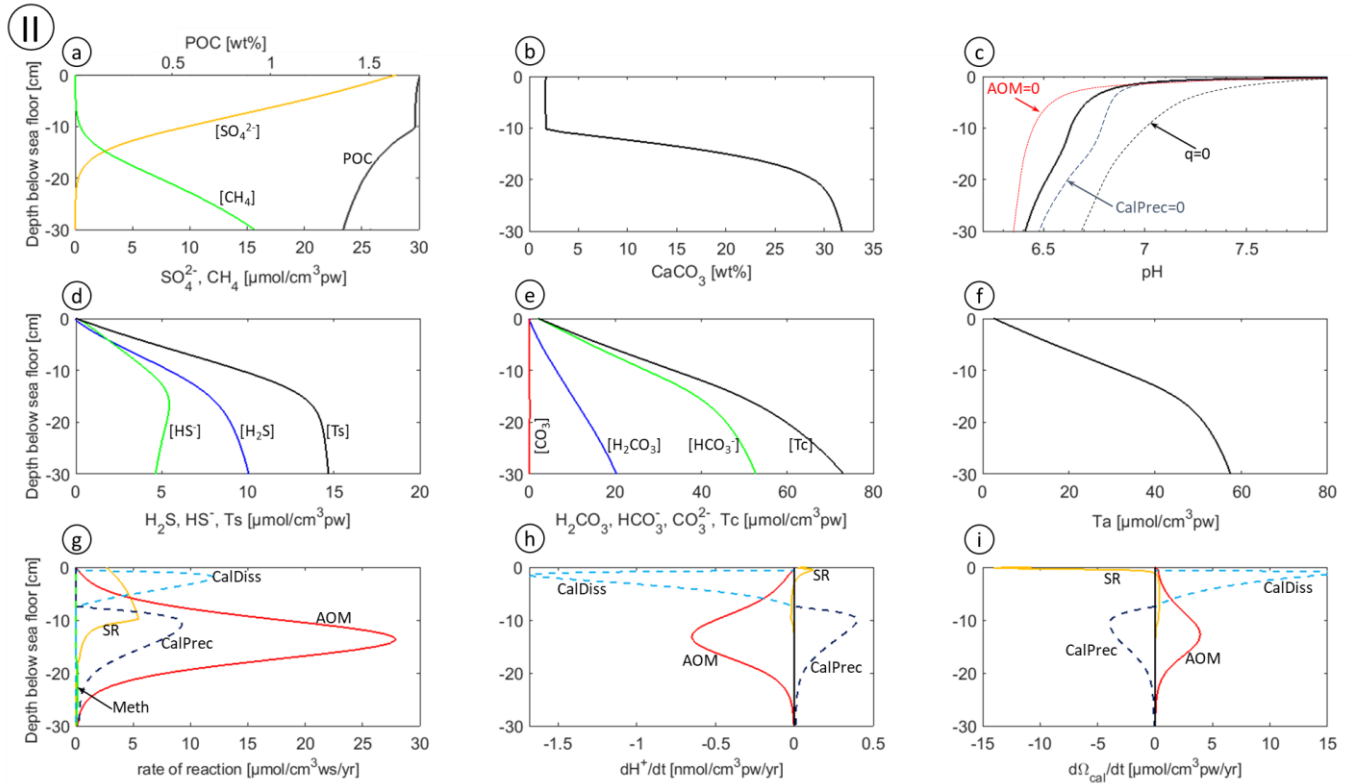 II
a
POC [wt%]
0 0.5 1 1.5
0
-10
-20
-30
Depth below sea floor [cm]
[SO₄²⁻]
POC
[CH₄]
0 5 10 15 20 25 30
SO₄²⁻, CH₄ [µmol/cm³pw]
b
0
-10
-20
-30
0 5 10 15 20 25 30 35
CaCO₃ [wt%]
c
0
-10
-20
-30
AOM=0
q=0
CalPrec=0
6.5 7 7.5
pH
d
0
-10
-20
-30
Depth below sea floor [cm]
[HS⁻] [H₂S] [Ts]
0 5 10 15 20
H₂S, HS⁻, Ts [µmol/cm³pw]
e
0
-10
-20
-30
[CO₃] [H₂CO₃] [HCO₃⁻] [Tc]
0 20 40 60 80
H₂CO₃, HCO₃⁻, CO₃²⁻, Tc [µmol/cm³pw]
f
0
-10
-20
-30
0 20 40 60 80
Ta [µmol/cm³pw]
g
0
-10
-20
-30
Depth below sea floor [cm]
CalDiss
AOM
SR
CalPrec
Meth
0 5 10 15 20 25 30
rate of reaction [µmol/cm³ws/yr]
h
0
-10
-20
-30
SR
CalDiss
AOM
CalPrec
-1.5 -1 -0.5 0 0.5
dH⁺/dt [nmol/cm³pw/yr]
i
0
-10
-20
-30
SR
CalDiss
CalPrec
AOM
-15 -10 -5 0 5 10 15
dΩcal/dt [µmol/cm³pw/yr]